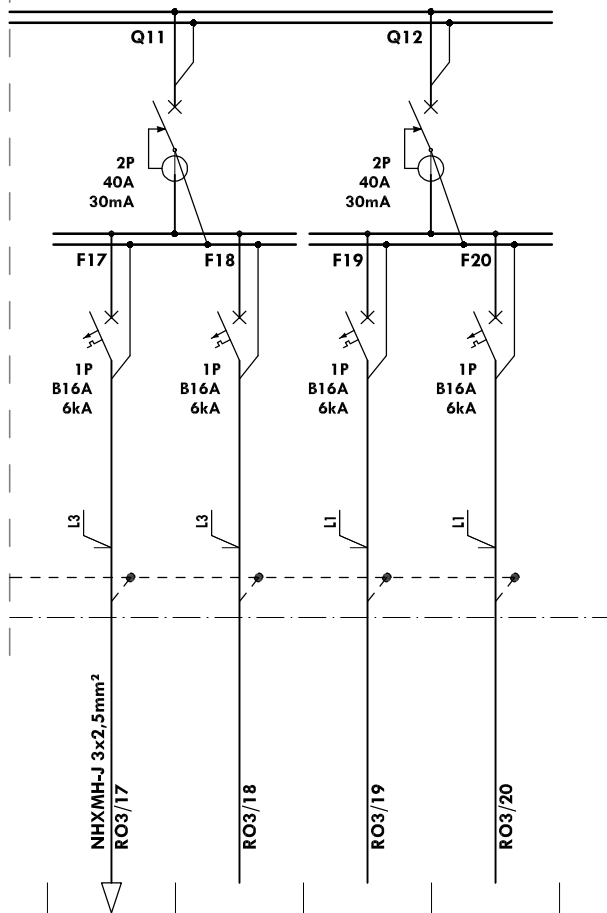 Q11
Q12
2P
40A
30mA
2P
40A
30mA
F17
F18
F19
F20
1P
B16A
6kA
1P
B16A
6kA
1P
B16A
6kA
1P
B16A
6kA
L3
L3
L1
L1
NHXMH-J 3x2,5mm²
RO3/17
RO3/18
RO3/19
RO3/20